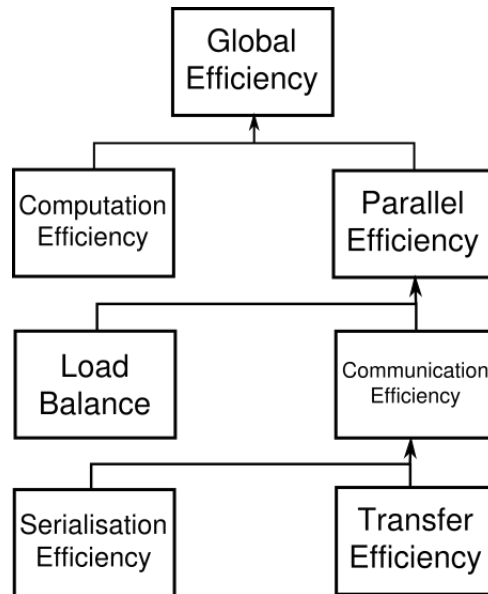 Global
Efficiency
Computation
Efficiency
Parallel
Efficiency
Load
Balance
Communication
Efficiency
Serialisation
Efficiency
Transfer
Efficiency